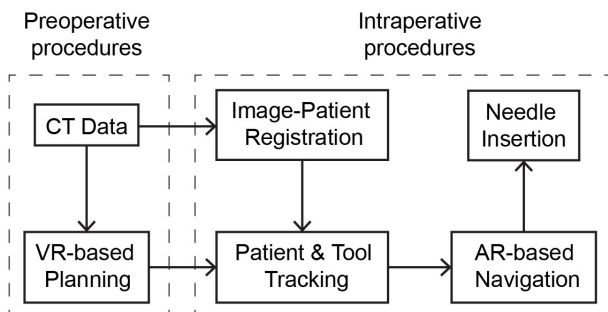 Preoperative
procedures
Intraperative
procedures
CT Data
Image-Patient
Registration
Needle
Insertion
VR-based
Planning
Patient & Tool
Tracking
AR-based
Navigation